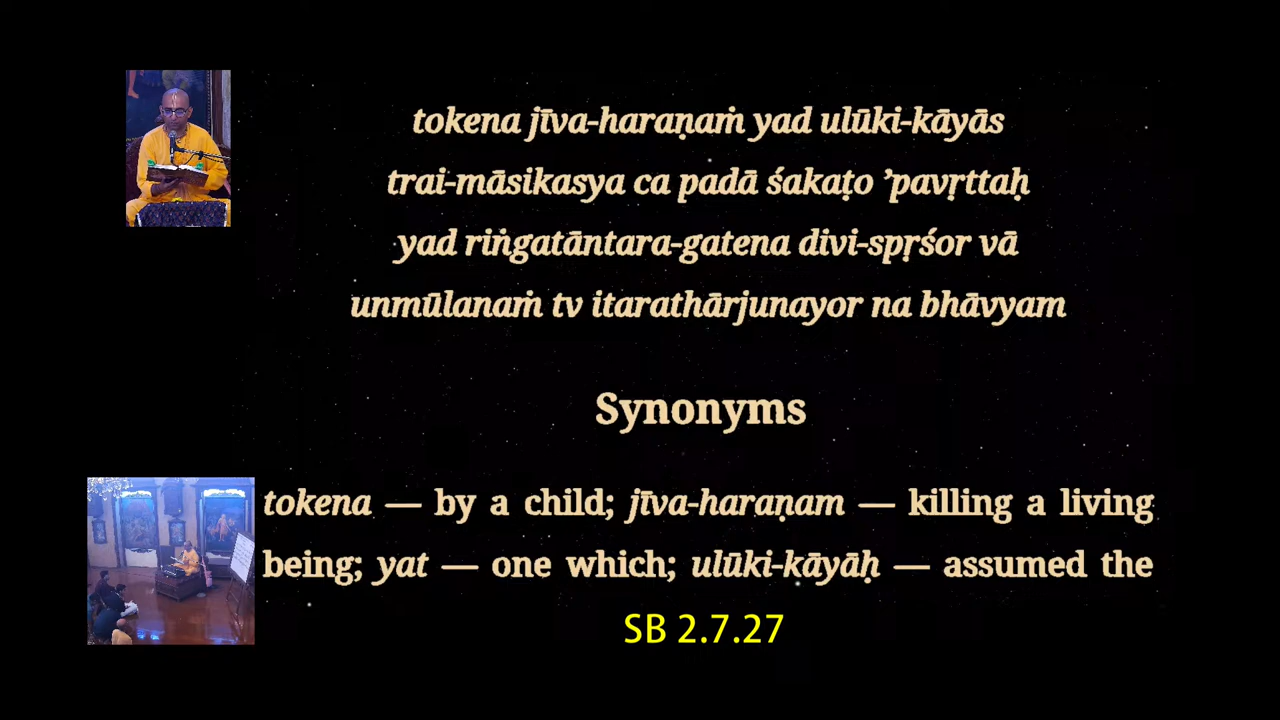 tokena jīva-haraṇaṁ yad ulūki-kāyās
trai-māsikasya ca padā śakaṭo ’pavṛttaḥ
yad riṅgatāntara-gatena divi-spṛśor vā
unmūlanaṁ tv itarathārjunayor na bhāvyam
Synonyms
tokena — by a child; jīva-haraṇam — killing a living
being; yat — one which; ulūki-kāyāḥ — assumed the
SB 2.7.27